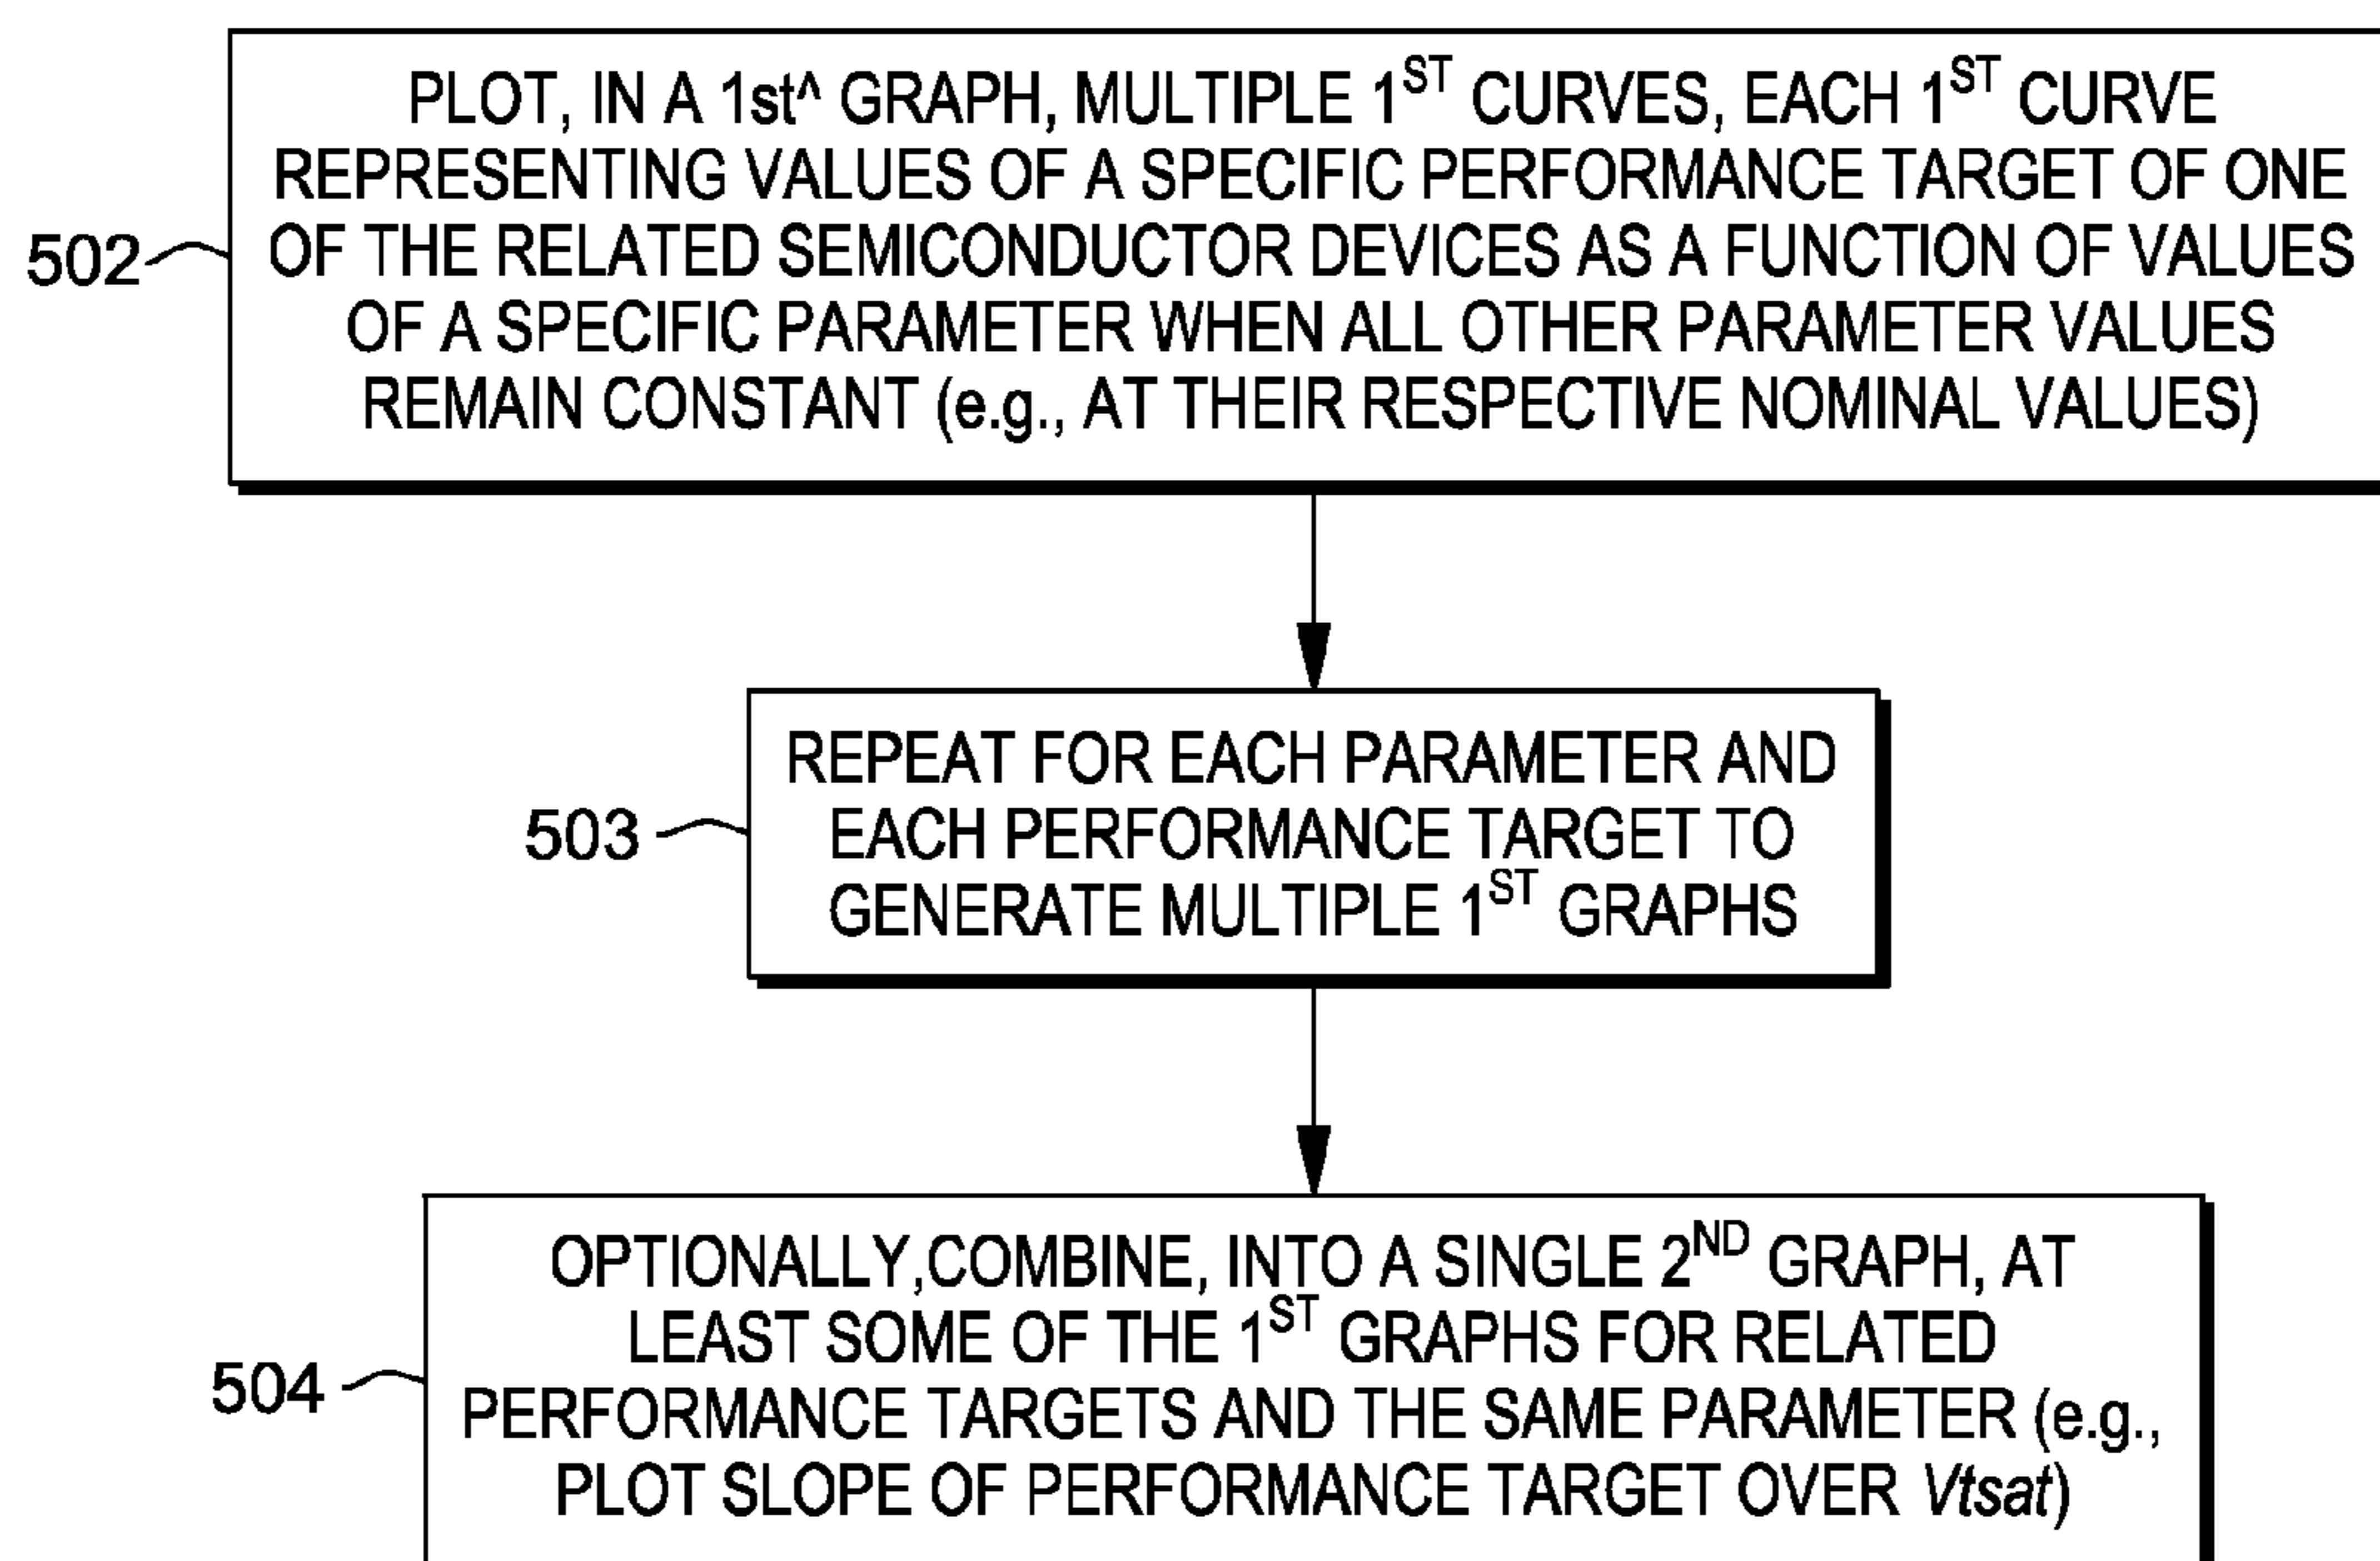 PLOT, IN A 1st^ GRAPH, MULTIPLE 1ST CURVES, EACH 1ST CURVE
REPRESENTING VALUES OF A SPECIFIC PERFORMANCE TARGET OF ONE
OF THE RELATED SEMICONDUCTOR DEVICES AS A FUNCTION OF VALUES
OF A SPECIFIC PARAMETER WHEN ALL OTHER PARAMETER VALUES
REMAIN CONSTANT (e.g., AT THEIR RESPECTIVE NOMINAL VALUES)
502
REPEAT FOR EACH PARAMETER AND
EACH PERFORMANCE TARGET TO
GENERATE MULTIPLE 1ST GRAPHS
503
OPTIONALLY,COMBINE, INTO A SINGLE 2ND GRAPH, AT
LEAST SOME OF THE 1ST GRAPHS FOR RELATED
PERFORMANCE TARGETS AND THE SAME PARAMETER (e.g.,
PLOT SLOPE OF PERFORMANCE TARGET OVER Vtsat)
504